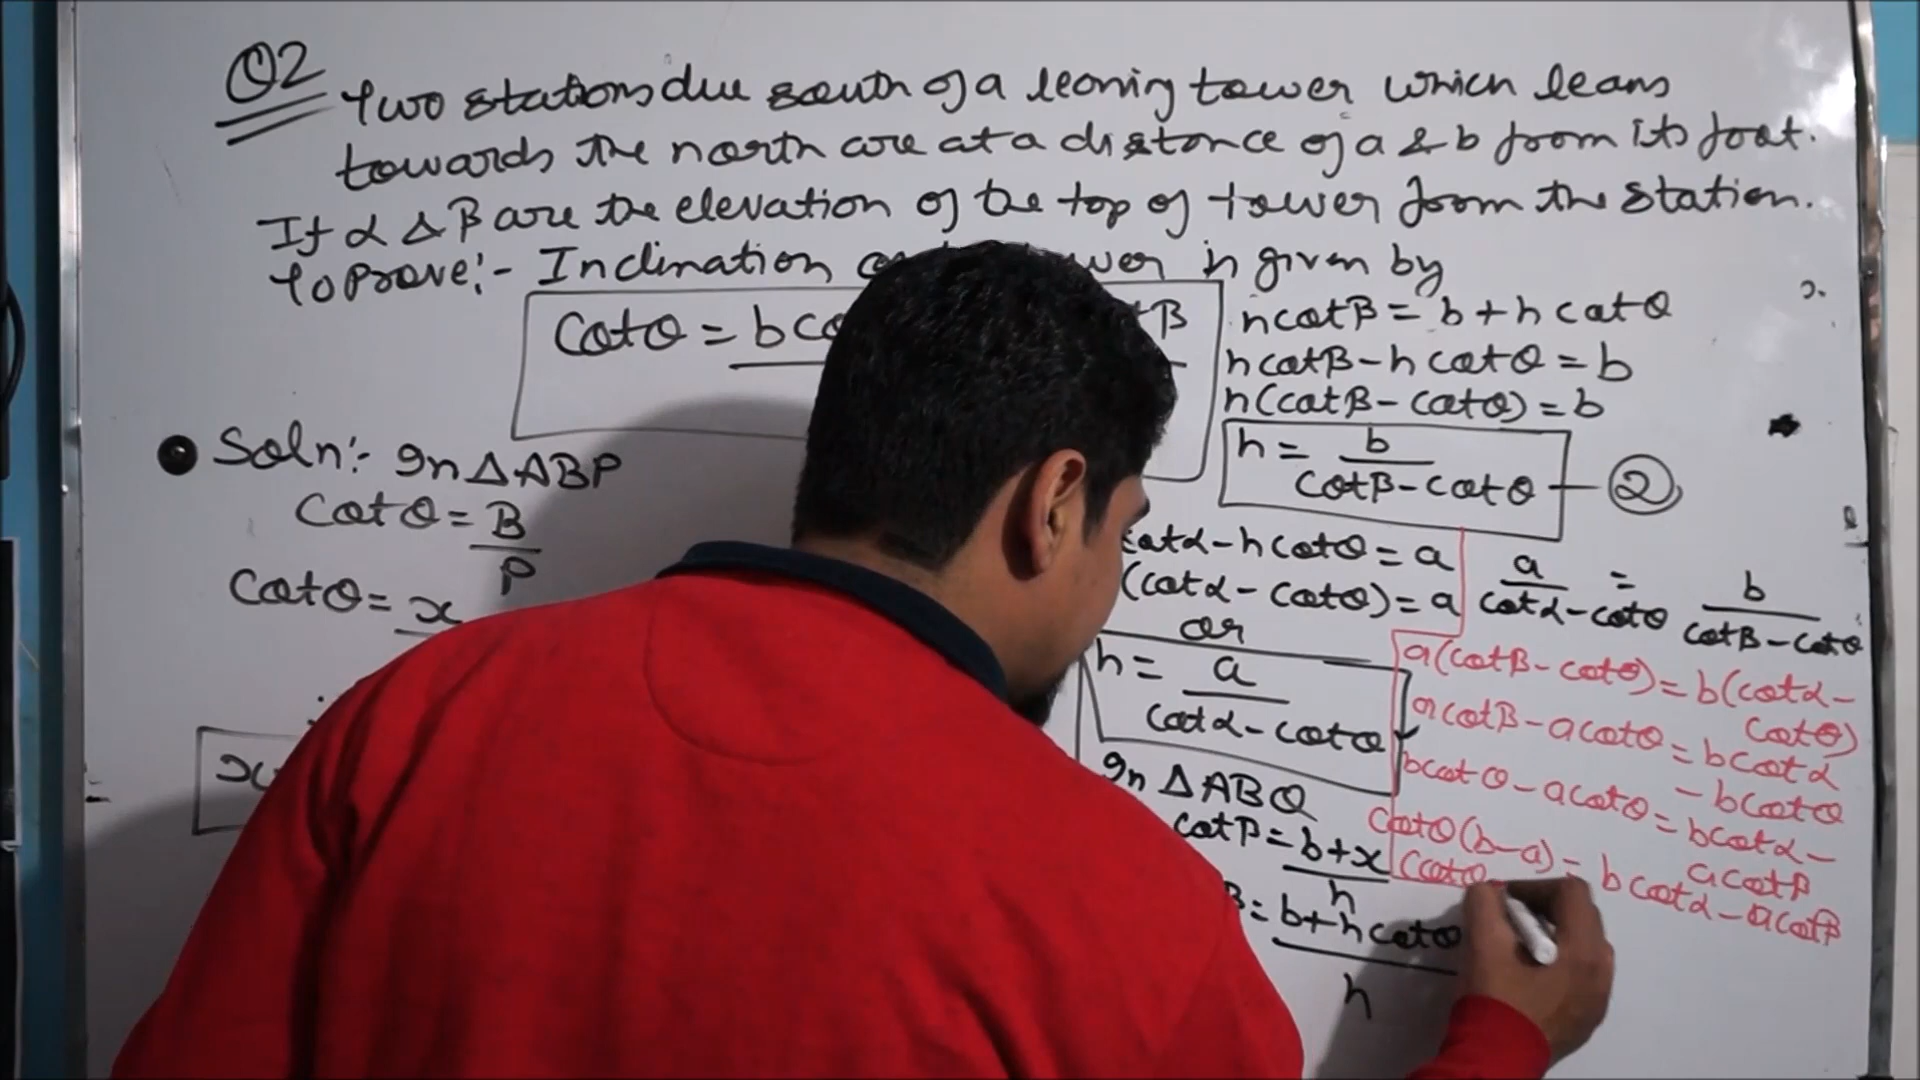 Q2
Two stations due south of a leaning tower which leans
towards the north are at a distance of a & b from its foot.
If α Δ β are the elevation of the top of tower from the station.
To prove:- Inclination wer is given by
Cotθ = bco tβ
Soln:- In ΔABP
Cotθ = B
P
Cotθ = x
x
hcotβ = b+hcotθ
hcotβ-hcotθ = b
h(cotβ-cotθ) = b
h = b
cotβ-cotθ
②
cotα-hcotθ = a
(cotα-cotθ) = a
or
h = a
cotα-cotθ
In ΔABQ
cotβ = b+x
h
β = b+hcotθ
h
a = b
cotα-cotθ cotβ-cotθ
a(cotβ-cotθ) = b(cotα-
cotθ)
acotβ-acotθ = bcotα
-bcotθ
bcotθ-acotθ = bcotα-
acotβ
cotθ(b-a) = bcotα-acotβ
cotθ